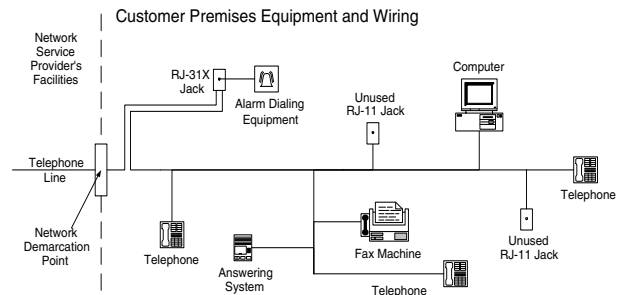 Customer Premises Equipment and Wiring
Network
Service
Provider's
Facilities
RJ-31X
Jack
Alarm Dialing
Equipment
Unused
RJ-11 Jack
Computer
Telephone
Line
Telephone
Network
Demarcation
Point
Telephone
Answering
System
Fax Machine
Unused
RJ-11 Jack
Telephone